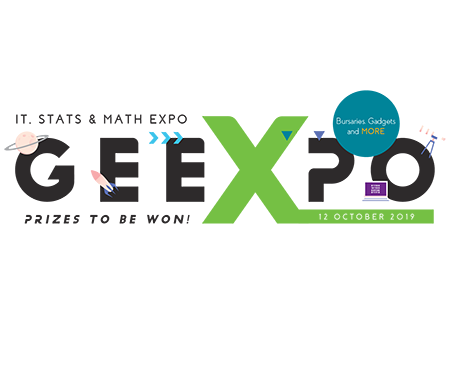 IT, STATS & MATH EXPO
Bursaries, Gadgets
and MORE
GEEXPO
PRIZES TO BE WON!
12 OCTOBER 2019